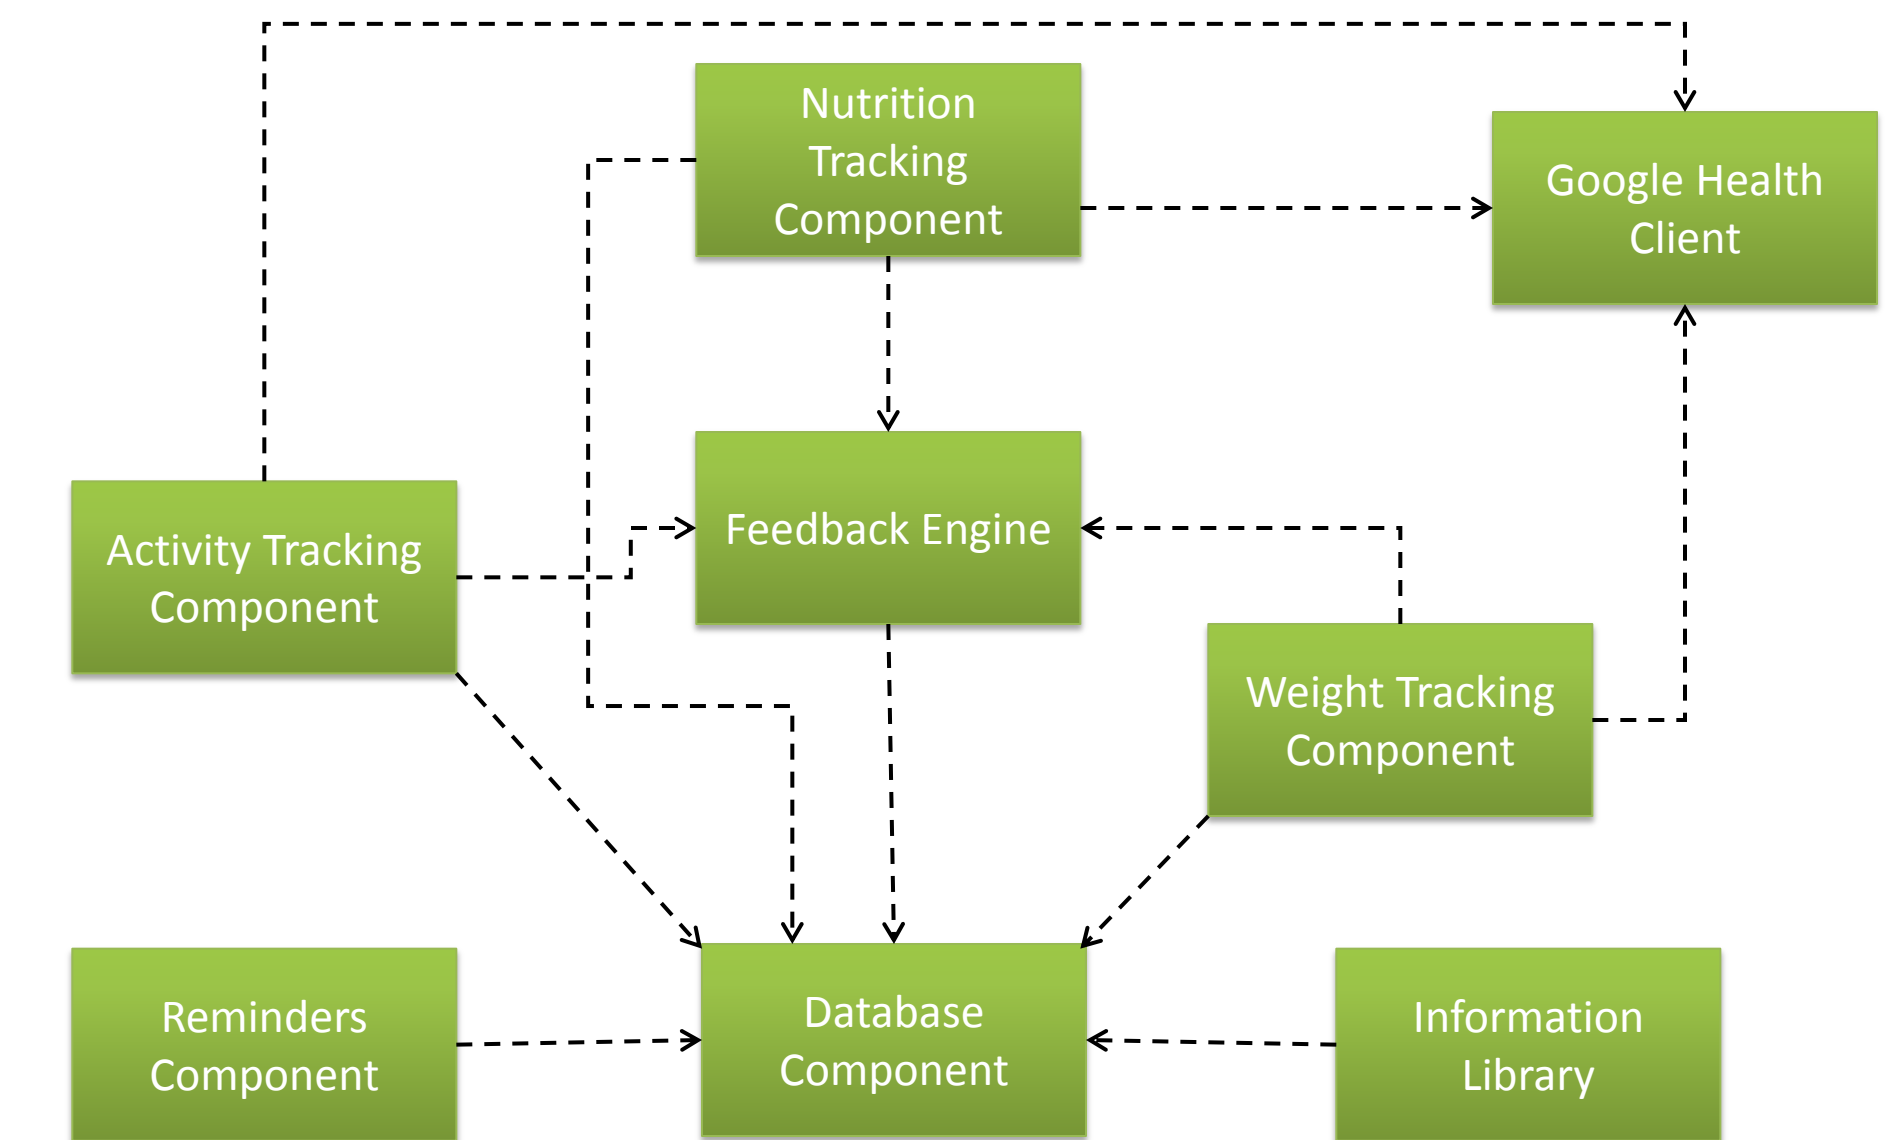 Nutrition
Tracking
Component
Google Health
Client
Feedback Engine
Activity Tracking
Component
Weight Tracking
Component
Reminders
Component
Database
Component
Information
Library